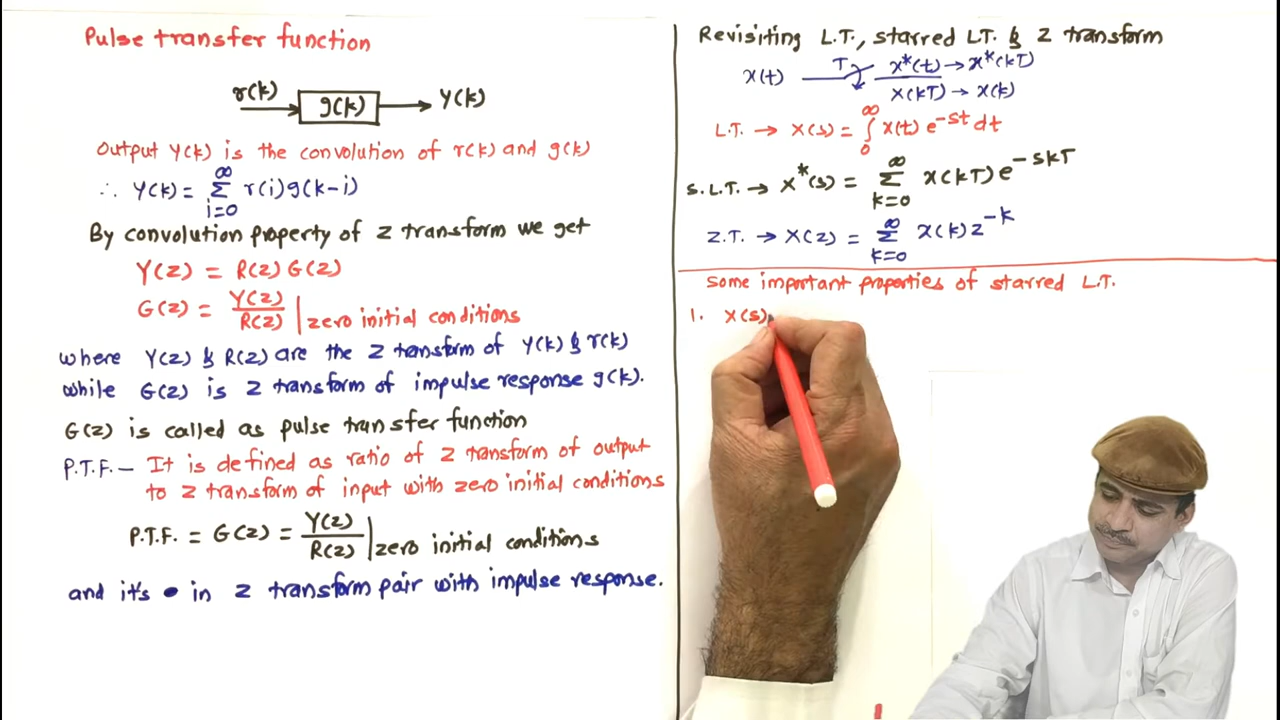 Pulse transfer function
r(k) g(k) Y(k)
Output Y(k) is the convolution of r(k) and g(k)
∴ Y(k) = ∞ Σ i=0 r(i)g(k-i)
By convolution property of z transform we get
Y(z) = R(z) G(z)
G(z) = Y(z)/R(z) | zero initial conditions
where Y(z) & R(z) are the z transform of Y(k) & r(k)
while G(z) is z transform of impulse response g(k).
G(z) is called as pulse transfer function
P.T.F. — It is defined as ratio of z transform of output
to z transform of input with zero initial conditions
P.T.F. = G(z) = Y(z)/R(z) | zero initial conditions
and it's in z transform pair with impulse response.
Revisiting L.T., starred L.T. & z transform
x(t) T x*(t) → x*(kT)
x(kT) → x(k)
L.T. → X(s) = ∞ ∫ 0 x(t) e^-st dt
S.L.T. → X*(s) = ∞ Σ k=0 x(kT) e^-skT
Z.T. → X(z) = ∞ Σ k=0 x(k) z^-k
Some important properties of starred L.T.
1. X(s)